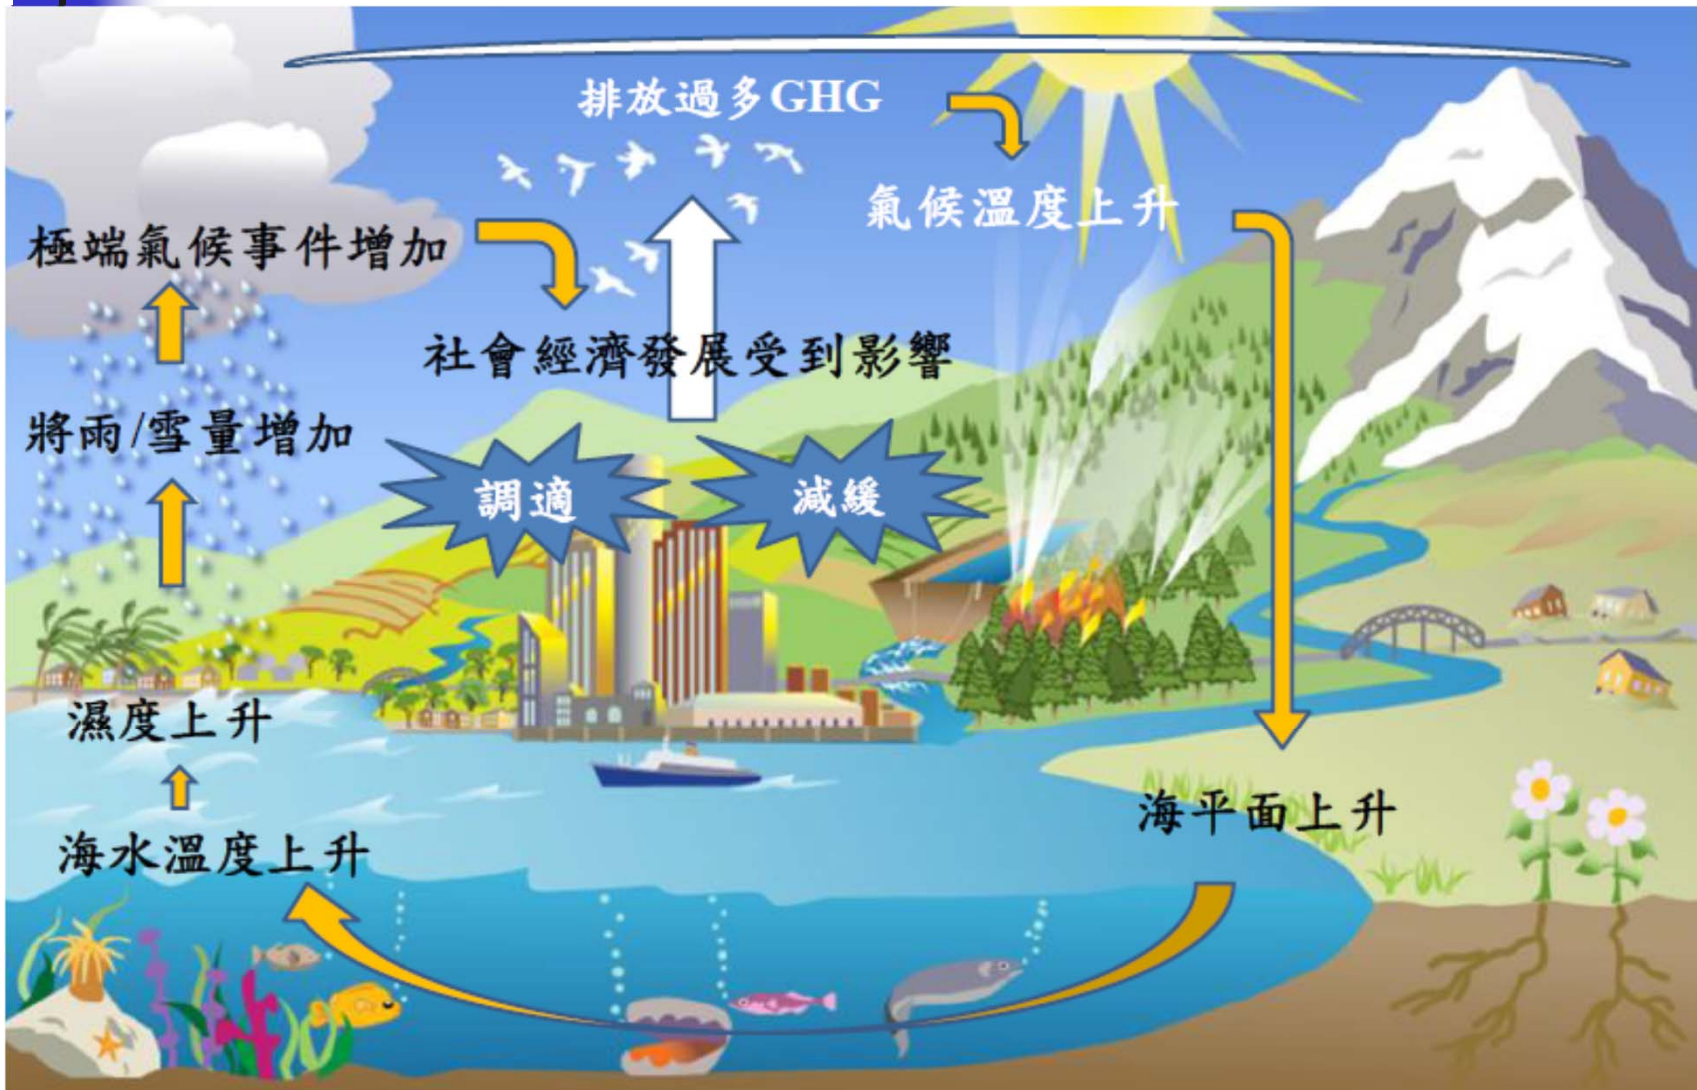 排放過多GHG
氣候溫度上升
極端氣候事件增加
社會經濟發展受到影響
將雨/雪量增加
調適
減緩
濕度上升
海平面上升
海水溫度上升